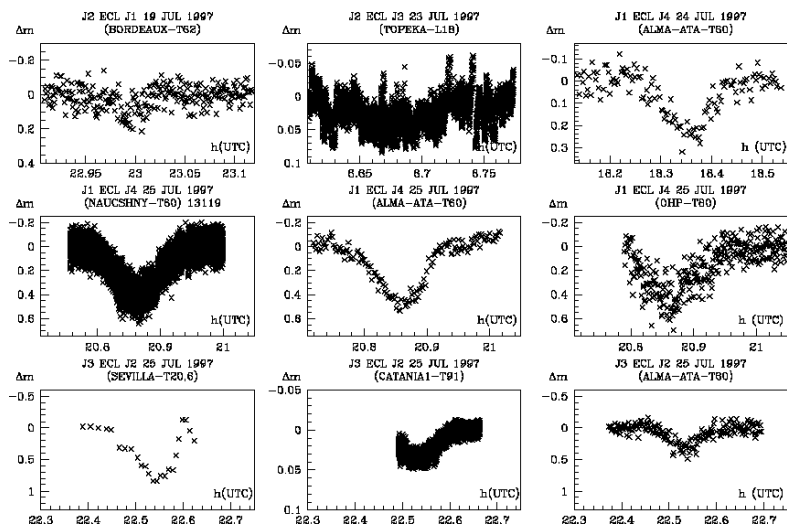 J2 ECL J1 19 JUL 1997
(BORDEAUX-T62)
Δm
-0.2
0
0.2
0.4
22.95
23
23.05
23.1
h(UTC)
J2 ECL J3 23 JUL 1997
(TOPEKA-L18)
Δm
-0.05
0
0.05
0.1
6.65
6.7
6.75
h(UTC)
J1 ECL J4 24 JUL 1997
(ALMA-ATA-T60)
Δm
-0.1
0
0.1
0.2
0.3
18.2
18.3
18.4
18.5
h (UTC)
J1 ECL J4 25 JUL 1997
(NAUCSHNY-T60) 13119
Δm
-0.2
0
0.2
0.4
0.6
20.8
20.9
21
h(UTC)
J1 ECL J4 25 JUL 1997
(ALMA-ATA-T60)
Δm
-0.2
0
0.2
0.4
0.6
20.8
20.9
21
h(UTC)
J1 ECL J4 25 JUL 1997
(OHP-T80)
Δm
-0.2
0
0.2
0.4
0.6
20.8
20.9
21
h (UTC)
J3 ECL J2 25 JUL 1997
(SEVILLA-T20,6)
Δm
-0.5
0
0.5
1
22.3
22.4
22.5
22.6
22.7
h(UTC)
J3 ECL J2 25 JUL 1997
(CATANIA1-T91)
Δm
-0.05
0
0.05
0.1
22.3
22.4
22.5
22.6
22.7
h(UTC)
J3 ECL J2 25 JUL 1997
(ALMA-ATA-T60)
Δm
-0.5
0
0.5
1
22.3
22.4
22.5
22.6
22.7
h(UTC)